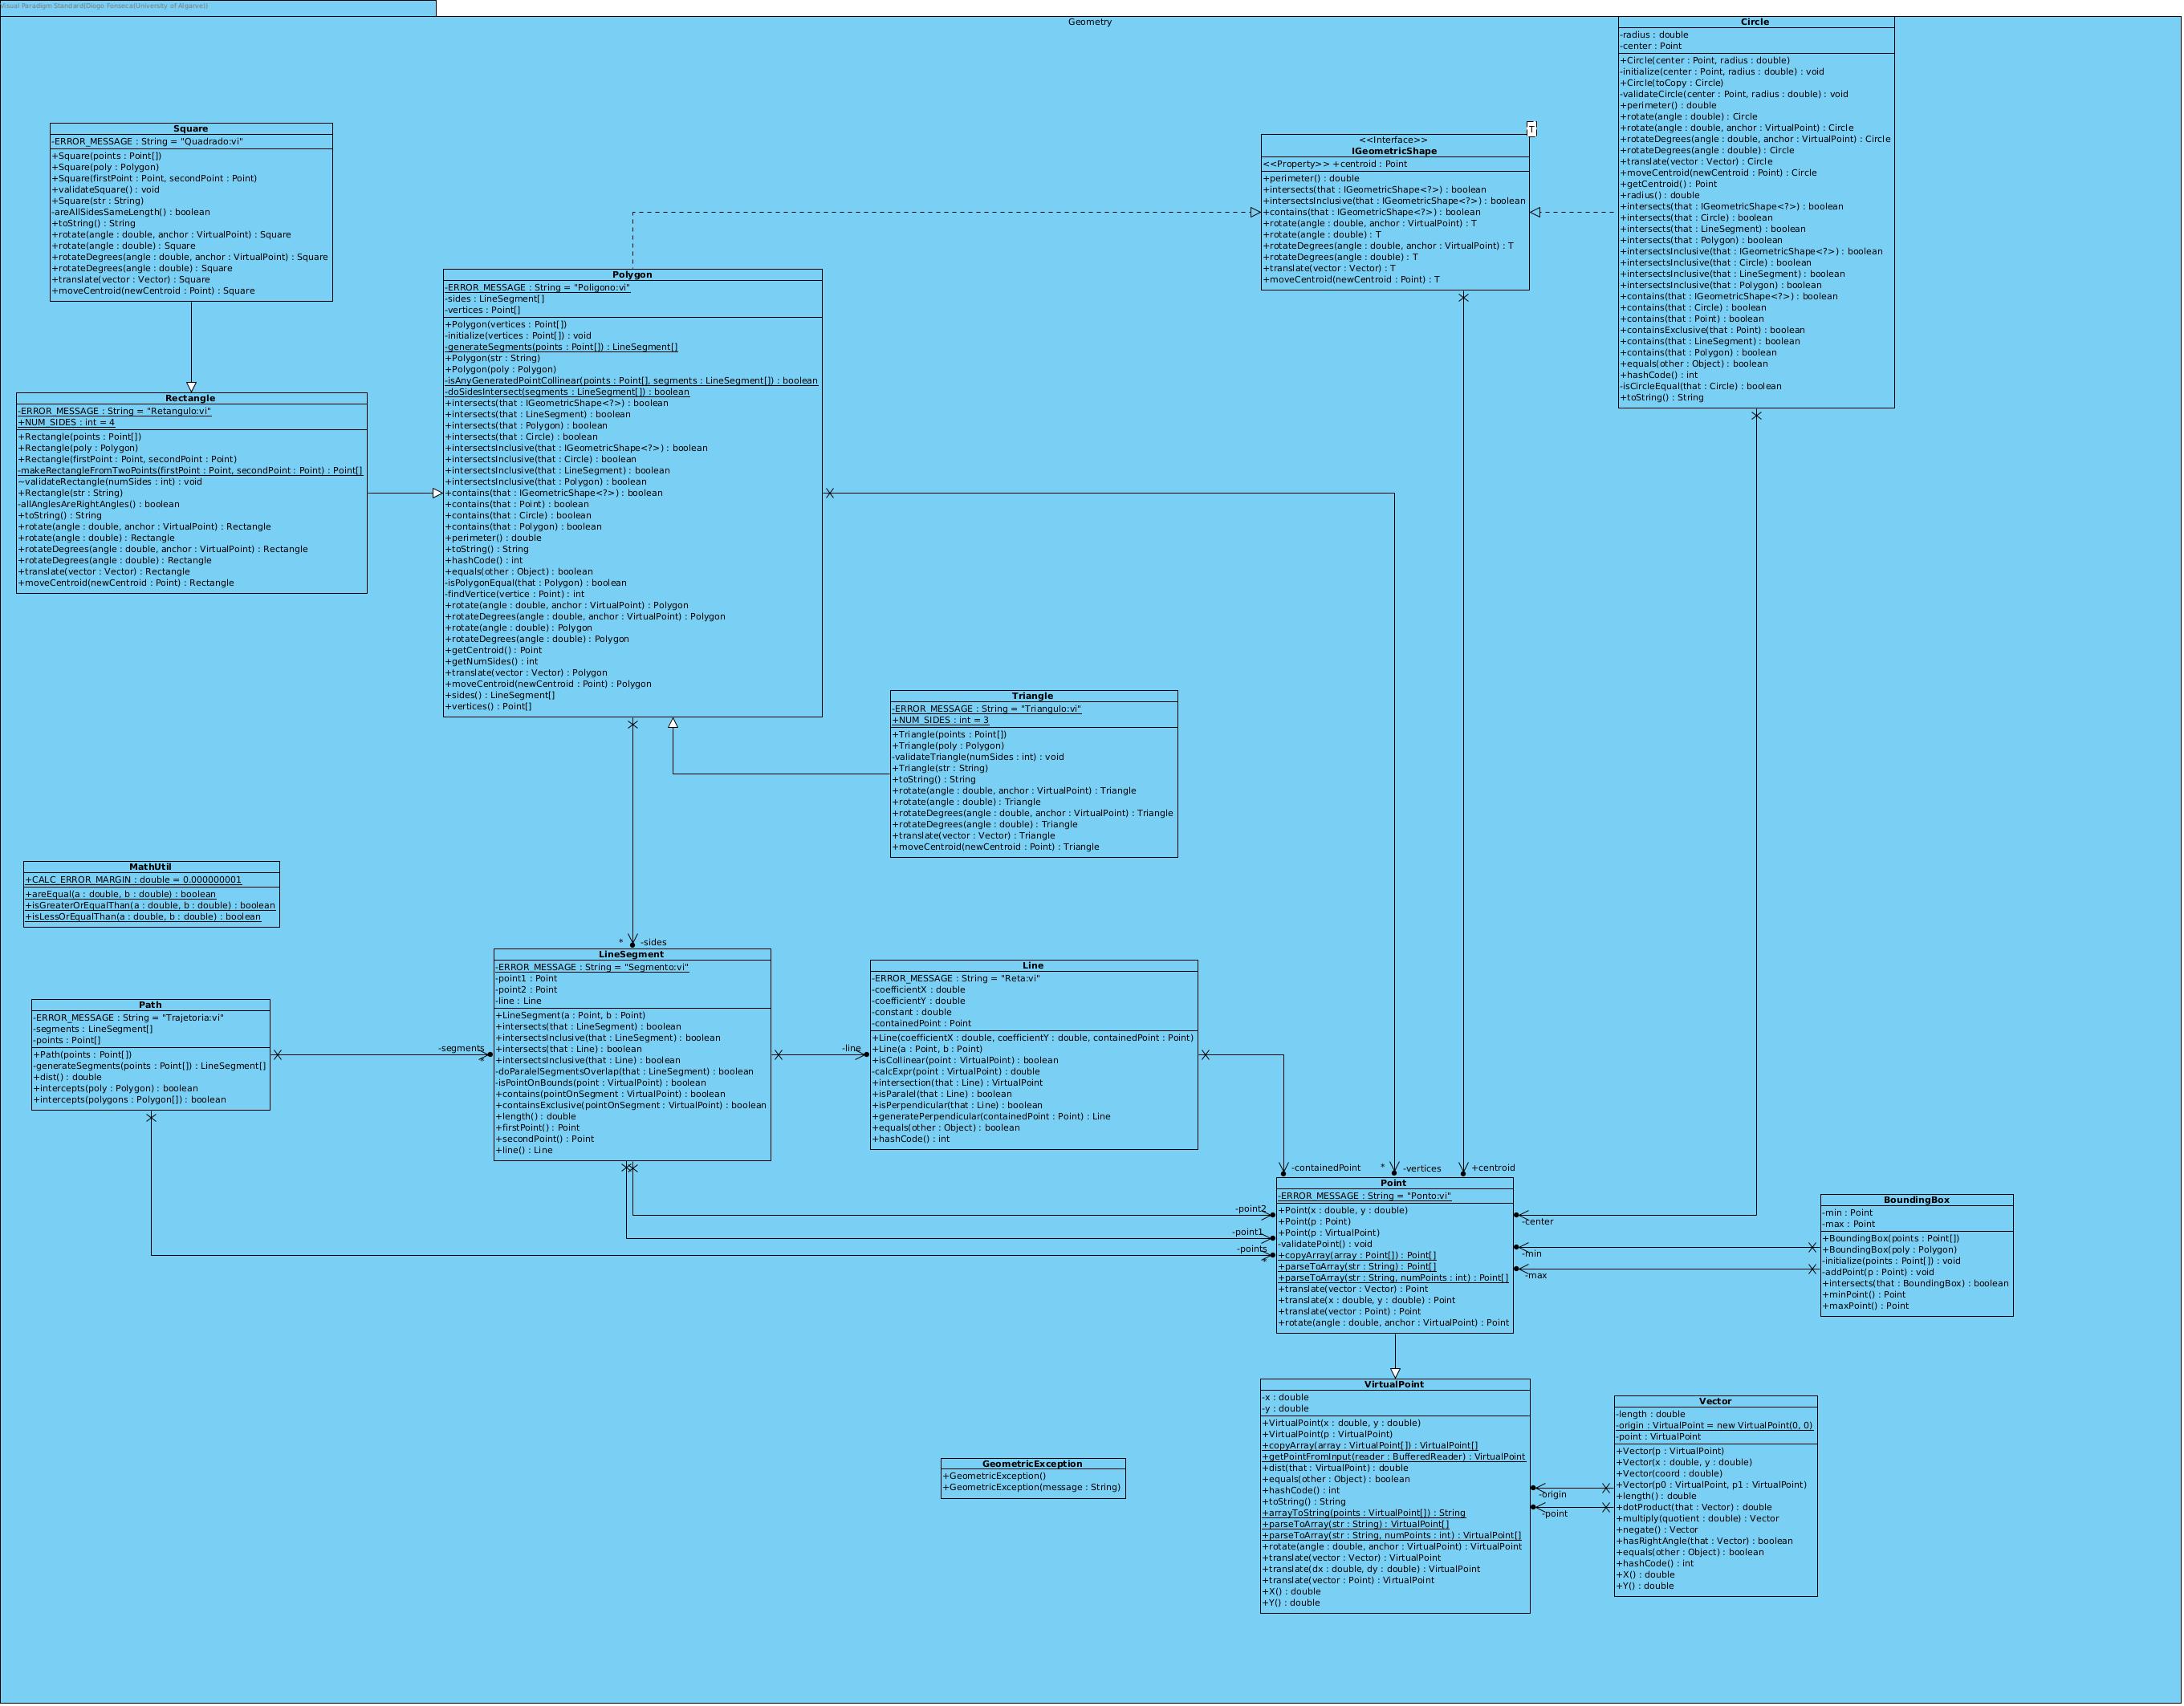 Visual Paradigm Standard(Diogo Fonseca(University of Algarve))
Geometry
Circle
-radius : double
-center : Point
+Circle(center : Point, radius : double)
-initialize(center : Point, radius : double) : void
+Circle(toCopy : Circle)
-validateCircle(center : Point, radius : double) : void
+perimeter() : double
+rotate(angle : double) : Circle
+rotate(angle : double, anchor : VirtualPoint) : Circle
+rotateDegrees(angle : double, anchor : VirtualPoint) : Circle
+rotateDegrees(angle : double) : Circle
+translate(vector : Vector) : Circle
+moveCentroid(newCentroid : Point) : Circle
+getCentroid() : Point
+radius() : double
+intersects(that : IGeometricShape<?>) : boolean
+intersects(that : Circle) : boolean
+intersects(that : LineSegment) : boolean
+intersects(that : Polygon) : boolean
+intersectsInclusive(that : IGeometricShape<?>) : boolean
+intersectsInclusive(that : Circle) : boolean
+intersectsInclusive(that : LineSegment) : boolean
+intersectsInclusive(that : Polygon) : boolean
+contains(that : IGeometricShape<?>) : boolean
+contains(that : Circle) : boolean
+contains(that : Point) : boolean
+containsExclusive(that : Point) : boolean
+contains(that : LineSegment) : boolean
+contains(that : Polygon) : boolean
+equals(other : Object) : boolean
+hashCode() : int
-isCircleEqual(that : Circle) : boolean
+toString() : String
Square
-ERROR_MESSAGE : String = "Quadrado:vi"
+Square(points : Point[])
+Square(poly : Polygon)
+Square(firstPoint : Point, secondPoint : Point)
+validateSquare() : void
+Square(str : String)
-areAllSidesSameLength() : boolean
+toString() : String
+rotate(angle : double, anchor : VirtualPoint) : Square
+rotate(angle : double) : Square
+rotateDegrees(angle : double, anchor : VirtualPoint) : Square
+rotateDegrees(angle : double) : Square
+translate(vector : Vector) : Square
+moveCentroid(newCentroid : Point) : Square
T
<<Interface>>
IGeometricShape
<<Property>> +centroid : Point
+perimeter() : double
+intersects(that : IGeometricShape<?>) : boolean
+intersectsInclusive(that : IGeometricShape<?>) : boolean
+contains(that : IGeometricShape<?>) : boolean
+rotate(angle : double, anchor : VirtualPoint) : T
+rotate(angle : double) : T
+rotateDegrees(angle : double, anchor : VirtualPoint) : T
+rotateDegrees(angle : double) : T
+translate(vector : Vector) : T
+moveCentroid(newCentroid : Point) : T
Polygon
-ERROR_MESSAGE : String = "Poligono:vi"
-sides : LineSegment[]
-vertices : Point[]
+Polygon(vertices : Point[])
-initialize(vertices : Point[]) : void
-generateSegments(points : Point[]) : LineSegment[]
+Polygon(str : String)
+Polygon(poly : Polygon)
-isAnyGeneratedPointCollinear(points : Point[], segments : LineSegment[]) : boolean
-doSidesIntersect(segments : LineSegment[]) : boolean
+intersects(that : IGeometricShape<?>) : boolean
+intersects(that : LineSegment) : boolean
+intersects(that : Polygon) : boolean
+intersects(that : Circle) : boolean
+intersectsInclusive(that : IGeometricShape<?>) : boolean
+intersectsInclusive(that : Circle) : boolean
+intersectsInclusive(that : LineSegment) : boolean
+intersectsInclusive(that : Polygon) : boolean
+contains(that : IGeometricShape<?>) : boolean
+contains(that : Point) : boolean
+contains(that : Circle) : boolean
+contains(that : Polygon) : boolean
+perimeter() : double
+toString() : String
+hashCode() : int
+equals(other : Object) : boolean
-isPolygonEqual(that : Polygon) : boolean
-findVertice(vertice : Point) : int
+rotate(angle : double, anchor : VirtualPoint) : Polygon
+rotateDegrees(angle : double, anchor : VirtualPoint) : Polygon
+rotate(angle : double) : Polygon
+rotateDegrees(angle : double) : Polygon
+getCentroid() : Point
+getNumSides() : int
+translate(vector : Vector) : Polygon
+moveCentroid(newCentroid : Point) : Polygon
+sides() : LineSegment[]
+vertices() : Point[]
Rectangle
-ERROR_MESSAGE : String = "Retangulo:vi"
+NUM_SIDES : int = 4
+Rectangle(points : Point[])
+Rectangle(poly : Polygon)
+Rectangle(firstPoint : Point, secondPoint : Point)
-makeRectangleFromTwoPoints(firstPoint : Point, secondPoint : Point) : Point[]
~validateRectangle(numSides : int) : void
+Rectangle(str : String)
-allAnglesAreRightAngles() : boolean
+toString() : String
+rotate(angle : double, anchor : VirtualPoint) : Rectangle
+rotate(angle : double) : Rectangle
+rotateDegrees(angle : double, anchor : VirtualPoint) : Rectangle
+rotateDegrees(angle : double) : Rectangle
+translate(vector : Vector) : Rectangle
+moveCentroid(newCentroid : Point) : Rectangle
Triangle
-ERROR_MESSAGE : String = "Triangulo:vi"
+NUM_SIDES : int = 3
+Triangle(points : Point[])
+Triangle(poly : Polygon)
-validateTriangle(numSides : int) : void
+Triangle(str : String)
+toString() : String
+rotate(angle : double, anchor : VirtualPoint) : Triangle
+rotate(angle : double) : Triangle
+rotateDegrees(angle : double, anchor : VirtualPoint) : Triangle
+rotateDegrees(angle : double) : Triangle
+translate(vector : Vector) : Triangle
+moveCentroid(newCentroid : Point) : Triangle
MathUtil
+CALC_ERROR_MARGIN : double = 0.000000001
+areEqual(a : double, b : double) : boolean
+isGreaterOrEqualThan(a : double, b : double) : boolean
+isLessOrEqualThan(a : double, b : double) : boolean
* -sides
LineSegment
-ERROR_MESSAGE : String = "Segmento:vi"
-point1 : Point
-point2 : Point
-line : Line
+LineSegment(a : Point, b : Point)
+intersects(that : LineSegment) : boolean
+intersectsInclusive(that : LineSegment) : boolean
+intersects(that : Line) : boolean
+intersectsInclusive(that : Line) : boolean
-doParalelSegmentsOverlap(that : LineSegment) : boolean
-isPointOnBounds(point : VirtualPoint) : boolean
+contains(pointOnSegment : VirtualPoint) : boolean
+containsExclusive(pointOnSegment : VirtualPoint) : boolean
+length() : double
+firstPoint() : Point
+secondPoint() : Point
+line() : Line
Line
-ERROR_MESSAGE : String = "Reta:vi"
-coefficientX : double
-coefficientY : double
-constant : double
-containedPoint : Point
+Line(coefficientX : double, coefficientY : double, containedPoint : Point)
+Line(a : Point, b : Point)
+isCollinear(point : VirtualPoint) : boolean
-calcExpr(point : VirtualPoint) : double
+intersection(that : Line) : VirtualPoint
+isParalel(that : Line) : boolean
+isPerpendicular(that : Line) : boolean
+generatePerpendicular(containedPoint : Point) : Line
+equals(other : Object) : boolean
+hashCode() : int
Path
-ERROR_MESSAGE : String = "Trajetoria:vi"
-segments : LineSegment[]
-points : Point[]
+Path(points : Point[])
-generateSegments(points : Point[]) : LineSegment[]
+dist() : double
+intercepts(poly : Polygon) : boolean
+intercepts(polygons : Polygon[]) : boolean
-segments
*
-line
-containedPoint
* -vertices
+centroid
-point2
-point1
-points
*
Point
-ERROR_MESSAGE : String = "Ponto:vi"
+Point(x : double, y : double)
+Point(p : Point)
+Point(p : VirtualPoint)
-validatePoint() : void
+copyArray(array : Point[]) : Point[]
+parseToArray(str : String) : Point[]
+parseToArray(str : String, numPoints : int) : Point[]
+translate(vector : Vector) : Point
+translate(x : double, y : double) : Point
+translate(vector : Point) : Point
+rotate(angle : double, anchor : VirtualPoint) : Point
-center
-min
-max
BoundingBox
-min : Point
-max : Point
+BoundingBox(points : Point[])
+BoundingBox(poly : Polygon)
-initialize(points : Point[]) : void
-addPoint(p : Point) : void
+intersects(that : BoundingBox) : boolean
+minPoint() : Point
+maxPoint() : Point
VirtualPoint
-x : double
-y : double
+VirtualPoint(x : double, y : double)
+VirtualPoint(p : VirtualPoint)
+copyArray(array : VirtualPoint[]) : VirtualPoint[]
+getPointFromInput(reader : BufferedReader) : VirtualPoint
+dist(that : VirtualPoint) : double
+equals(other : Object) : boolean
+hashCode() : int
+toString() : String
+arrayToString(points : VirtualPoint[]) : String
+parseToArray(str : String) : VirtualPoint[]
+parseToArray(str : String, numPoints : int) : VirtualPoint[]
+rotate(angle : double, anchor : VirtualPoint) : VirtualPoint
+translate(vector : Vector) : VirtualPoint
+translate(dx : double, dy : double) : VirtualPoint
+translate(vector : Point) : VirtualPoint
+X() : double
+Y() : double
-origin
-point
Vector
-length : double
-origin : VirtualPoint = new VirtualPoint(0, 0)
-point : VirtualPoint
+Vector(p : VirtualPoint)
+Vector(x : double, y : double)
+Vector(coord : double)
+Vector(p0 : VirtualPoint, p1 : VirtualPoint)
+length() : double
+dotProduct(that : Vector) : double
+multiply(quotient : double) : Vector
+negate() : Vector
+hasRightAngle(that : Vector) : boolean
+equals(other : Object) : boolean
+hashCode() : int
+X() : double
+Y() : double
GeometricException
+GeometricException()
+GeometricException(message : String)